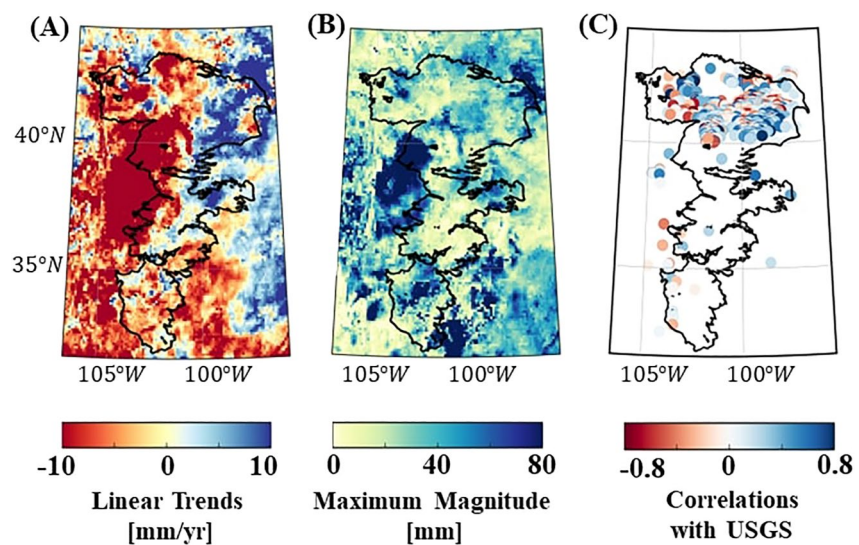 (A) (B) (C)
40°N
35°N
105°W 100°W 105°W 100°W 105°W 100°W
-10 0 10 0 40 80 -0.8 0 0.8
Linear Trends Maximum Magnitude Correlations
[mm/yr] [mm] with USGS